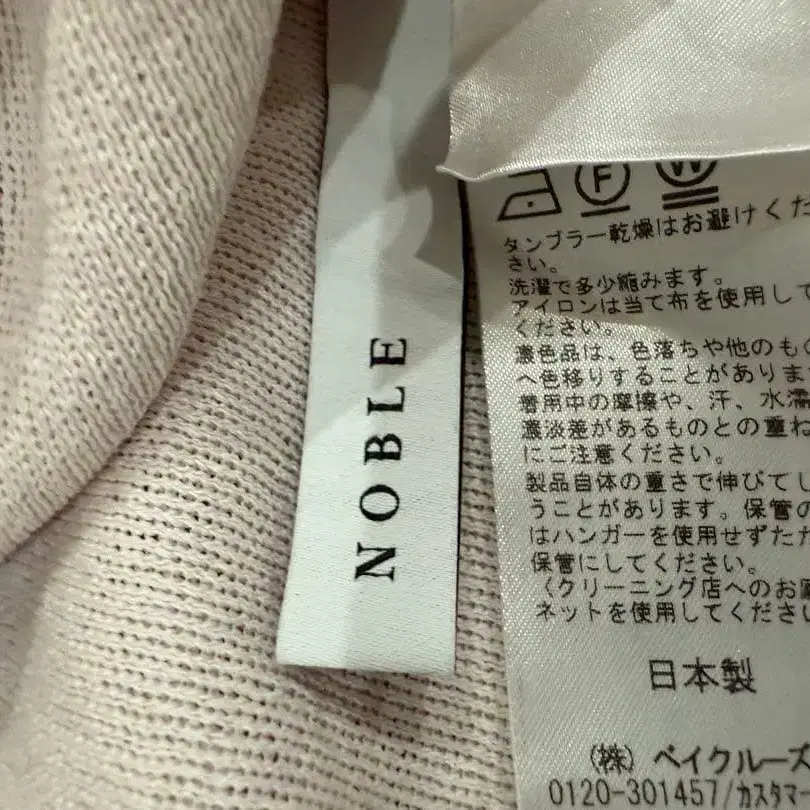 NOBLE
F
W
タンブラー乾燥はお避けくだ
さい。
洗濯で多少縮みます。
アイロンは当て布を使用して
ください。
濃色品は、色落ちや他のもの
へ色移りすることがありま
着用中の摩擦や、汗、水濡
濃淡差があるものとの重ね
にご注意ください。
製品自体の重さで伸びてし
うことがあります。保管の
はハンガーを使用せずたた
保管にしてください。
(クリーニング店へのお願
ネットを使用してくださ
日本製
(株) ベイクルーズ
0120-301457/カスタマー